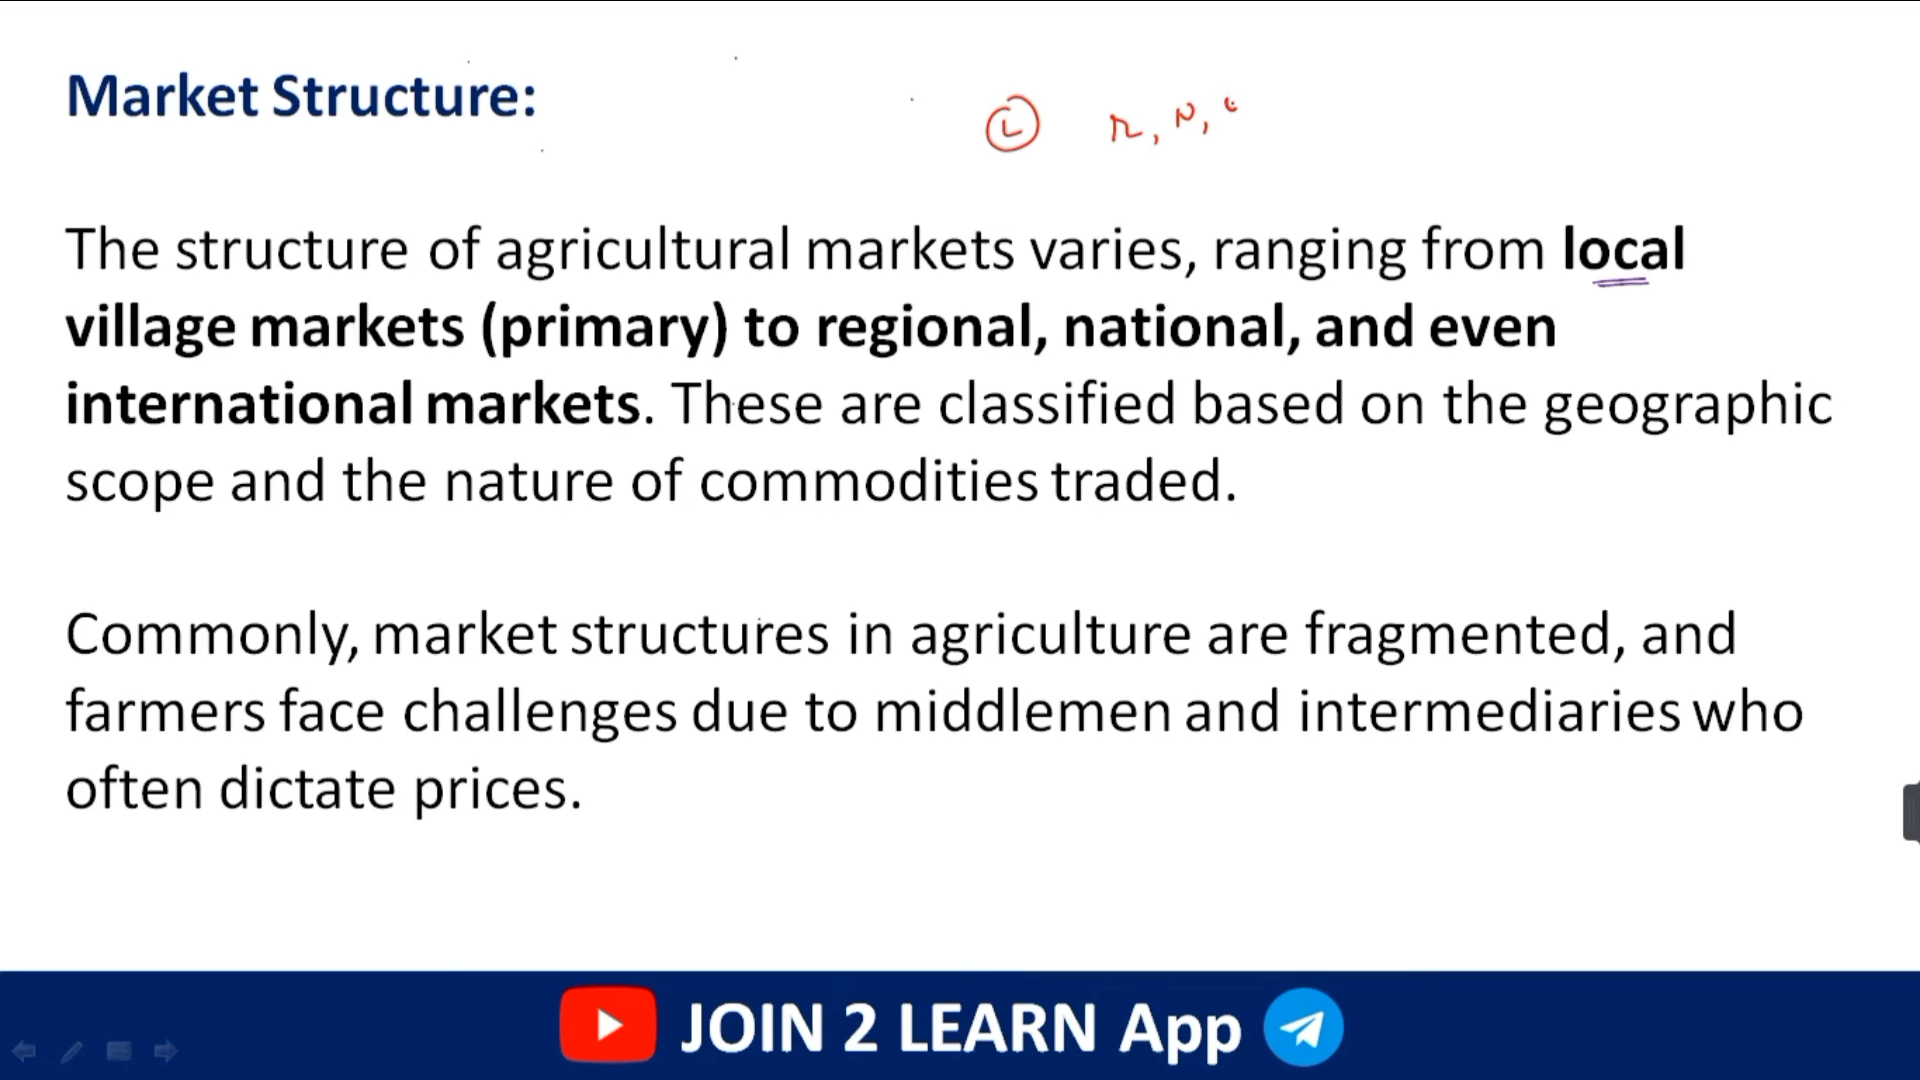 Market Structure:
L r, N,
The structure of agricultural markets varies, ranging from local
village markets (primary) to regional, national, and even
international markets. These are classified based on the geographic
scope and the nature of commodities traded.
Commonly, market structures in agriculture are fragmented, and
farmers face challenges due to middlemen and intermediaries who
often dictate prices.
JOIN 2 LEARN App